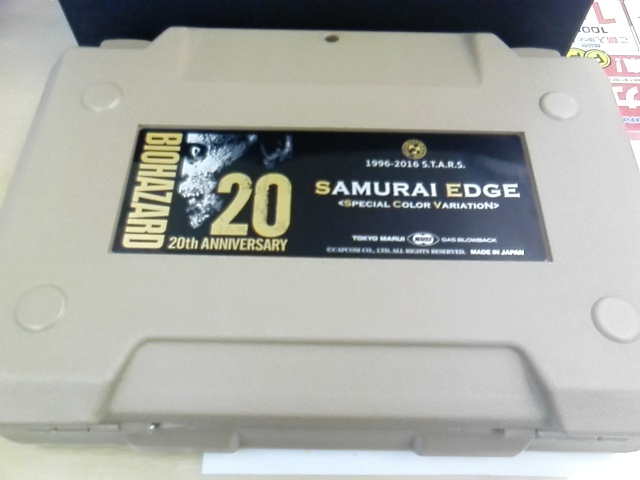 BIOHAZARD
20
20th ANNIVERSARY
1996-2016 S.T.A.R.S.
SAMURAI EDGE
<SPECIAL COLOR VARIATION>
TOKYO MARUI MARUI GAS BLOWBACK
©CAPCOM CO., LTD. ALL RIGHTS RESERVED. MADE IN JAPAN